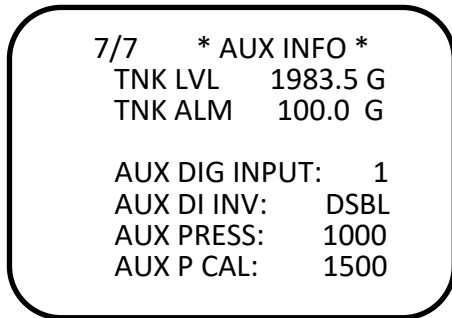 7/7 * AUX INFO *
TNK LVL 1983.5 G
TNK ALM 100.0 G
AUX DIG INPUT: 1
AUX DI INV: DSBL
AUX PRESS: 1000
AUX P CAL: 1500